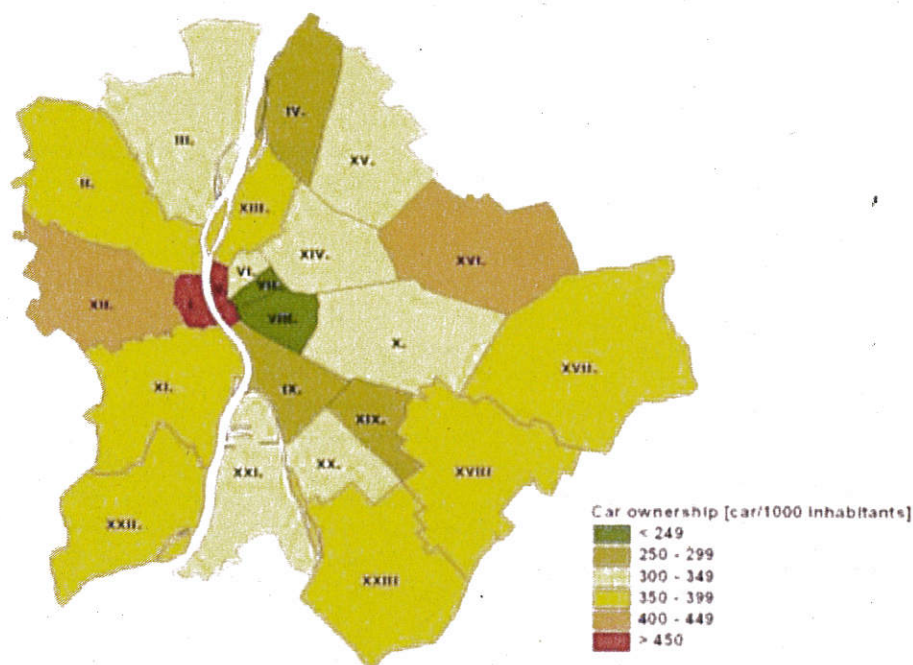 IV.
III.
XV.
II.
XIII.
XIV.
XVI.
VI.
VII.
XII.
I.
VIII.
X.
XVII.
XI.
IX.
XIX.
XX.
XXI.
XVIII
XXII.
XXIII
Car ownership [car/1000 inhabitants]
< 249
250 - 299
300 - 349
350 - 399
400 - 449
> 450